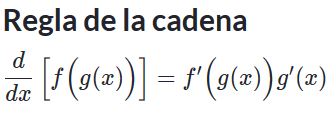 Regla de la cadena
d/dx [f(g(x))] = f′(g(x))g′(x)